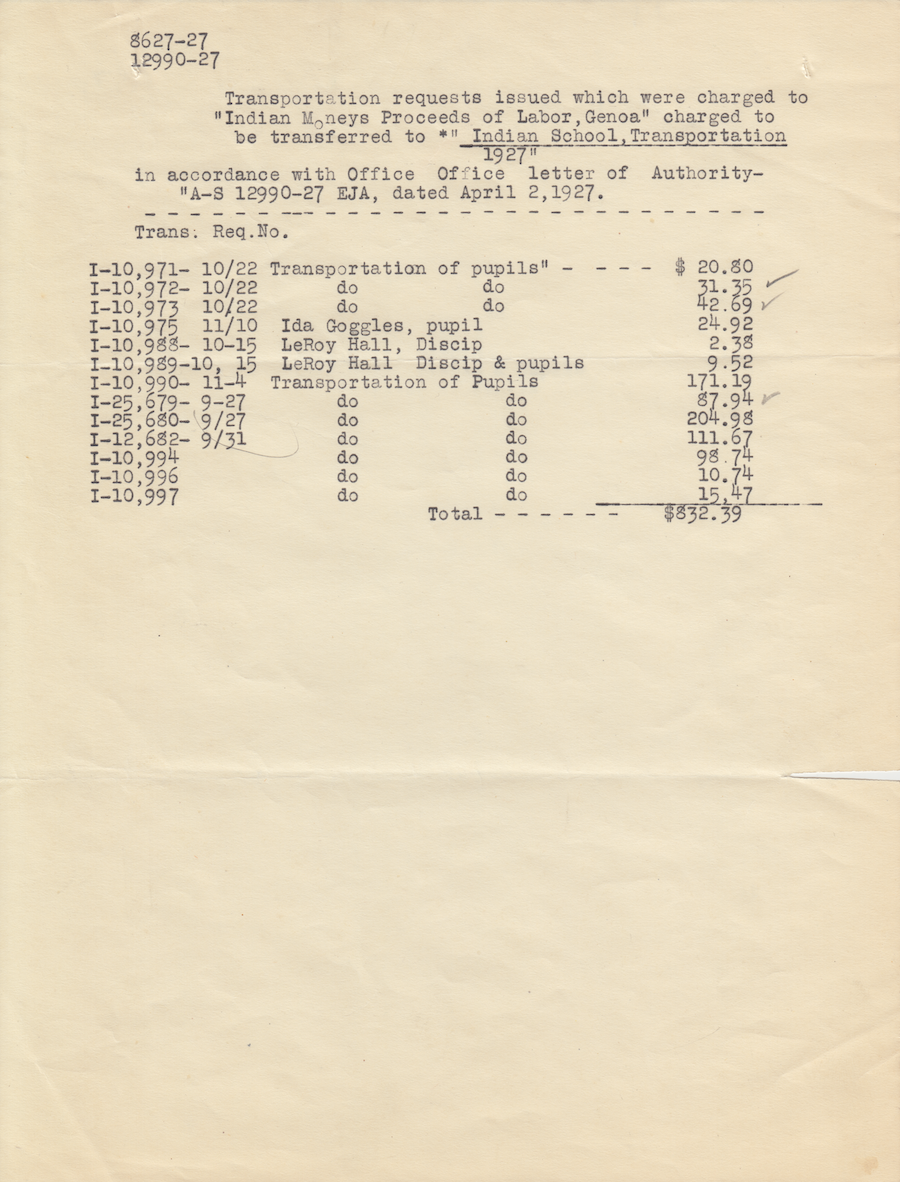 8627-27
12990-27
Transportation requests issued which were charged to
"Indian Moneys Proceeds of Labor,Genoa" charged to
be transferred to *" Indian School,Transportation
1927"
in accordance with Office Office letter of Authority-
"A-S 12990-27 EJA, dated April 2,1927.
- - - - - - - - - - - - - - - - - - - - - - - - - - - - - -
Trans. Req.No.
I-10,971- 10/22 Transportation of pupils" - - - - $ 20.80
I-10,972- 10/22 do do 31.35
I-10,973 10/22 do do 42.69
I-10,975 11/10 Ida Goggles, pupil 24.92
I-10,988- 10-15 LeRoy Hall, Discip 2.38
I-10,989-10, 15 LeRoy Hall Discip & pupils 9.52
I-10,990- 11-4 Transportation of Pupils 171.19
I-25,679- 9-27 do do 87.94
I-25,680- 9/27 do do 204.98
I-12,682- 9/31 do do 111.67
I-10,994 do do 98.74
I-10,996 do do 10.74
I-10,997 do do 15,47
Total - - - - - - $832.39